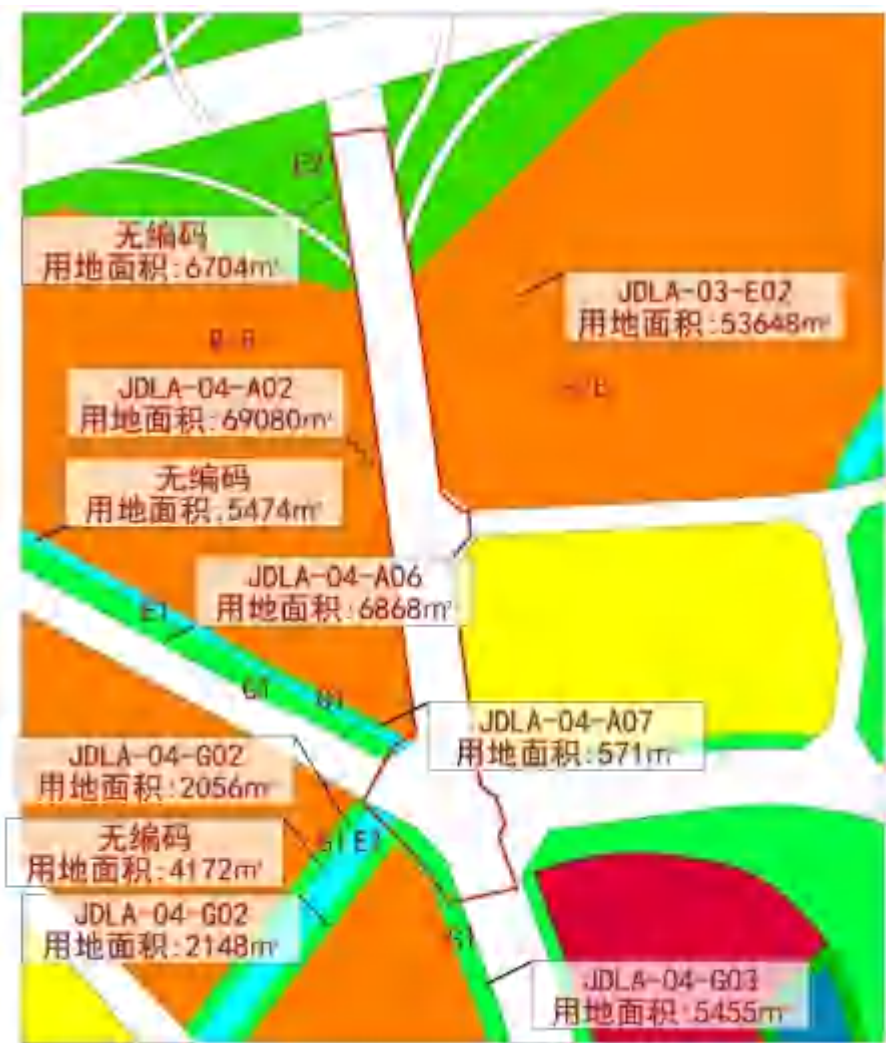 E2
无编码
用地面积:6704㎡
JDLA-03-E02
用地面积:53648㎡
JDLA-04-A02
用地面积:69080㎡
无编码
用地面积:5474㎡
JDLA-04-A06
用地面积:6868㎡
E1
G1
G1
JDLA-04-A07
用地面积:571㎡
JDLA-04-G02
用地面积:2056㎡
无编码
用地面积:4172㎡
G1 E1
JDLA-04-G02
用地面积:2148㎡
G1
JDLA-04-G03
用地面积:5455㎡